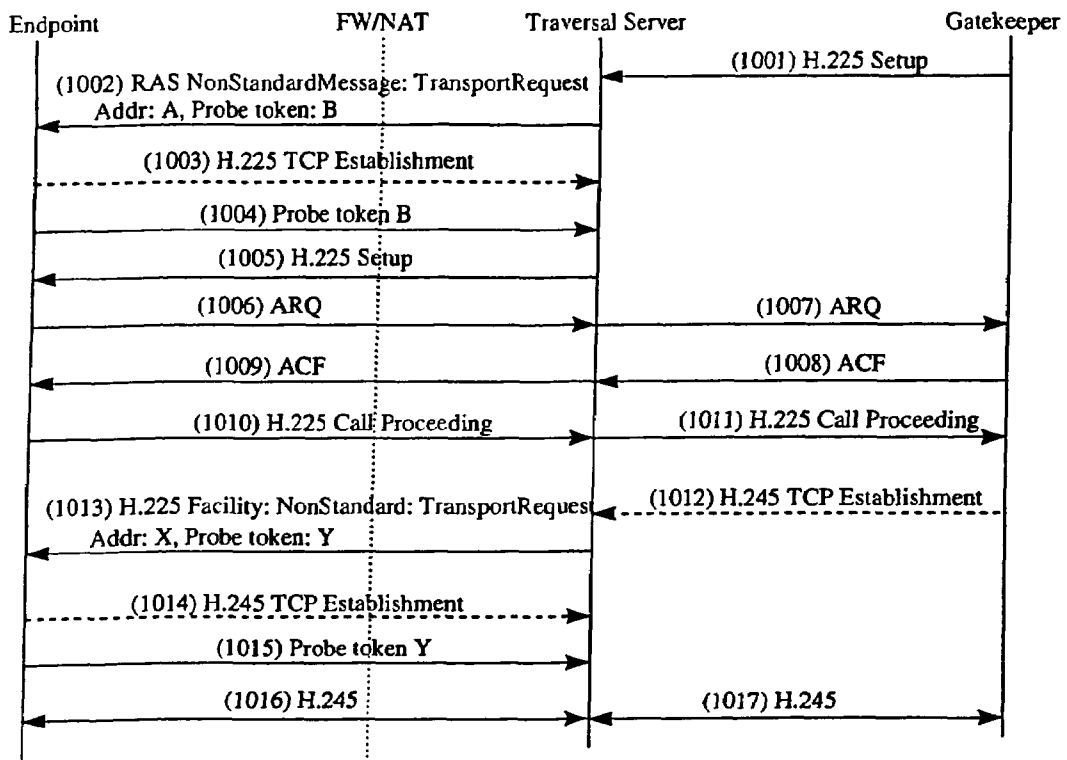 Endpoint FW/NAT Traversal Server Gatekeeper
(1001) H.225 Setup
(1002) RAS NonStandardMessage: TransportRequest
Addr: A, Probe token: B
(1003) H.225 TCP Establishment
(1004) Probe token B
(1005) H.225 Setup
(1006) ARQ (1007) ARQ
(1009) ACF (1008) ACF
(1010) H.225 Call Proceeding (1011) H.225 Call Proceeding
(1012) H.245 TCP Establishment
(1013) H.225 Facility: NonStandard: TransportRequest
Addr: X, Probe token: Y
(1014) H.245 TCP Establishment
(1015) Probe token Y
(1016) H.245 (1017) H.245